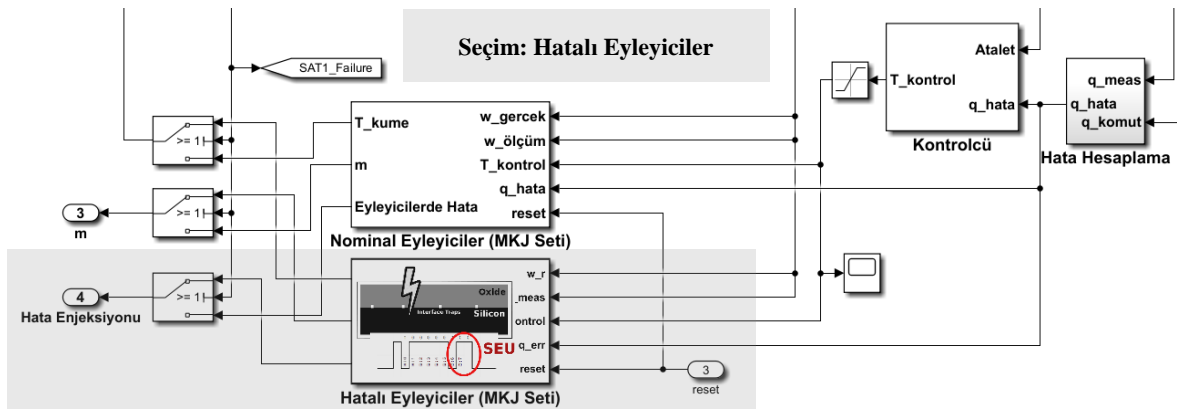 Seçim: Hatalı Eyleyiciler
SAT1_Failure
Atalet
T_kontrol
q_hata
Kontrolcü
q_meas
q_hata
q_komut
Hata Hesaplama
>= 1
T_kume
m
Eyleyicilerde Hata
w_gercek
w_ölçüm
T_kontrol
q_hata
reset
Nominal Eyleyiciler (MKJ Seti)
>= 1
3
m
>= 1
4
Hata Enjeksiyonu
Oxide
Interface Traps
Silicon
SEU
w_r
_meas
ontrol
q_err
reset
Hatalı Eyleyiciler (MKJ Seti)
3
reset